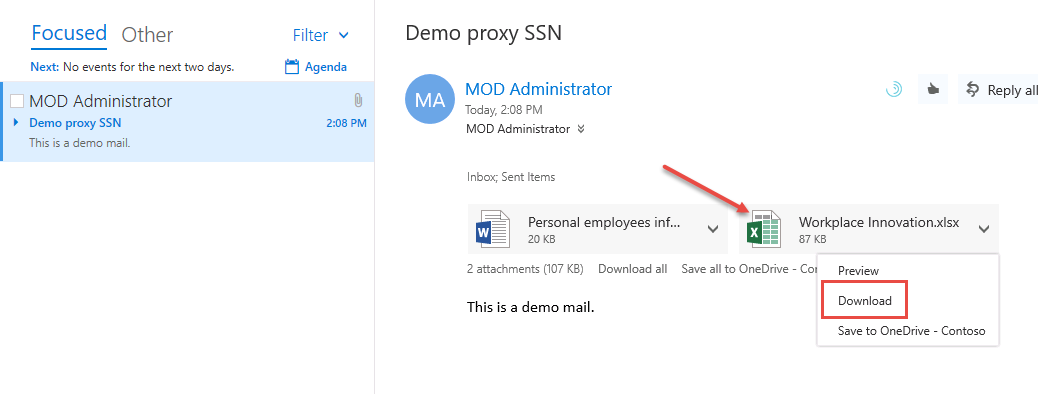 Focused Other Filter
Next: No events for the next two days. Agenda
MOD Administrator
Demo proxy SSN 2:08 PM
This is a demo mail.
Demo proxy SSN
MA
MOD Administrator
Today, 2:08 PM
MOD Administrator
Reply all
Inbox; Sent Items
Personal employees inf...
20 KB
Workplace Innovation.xlsx
87 KB
2 attachments (107 KB) Download all Save all to OneDrive - Co
Preview
Download
Save to OneDrive - Contoso
This is a demo mail.